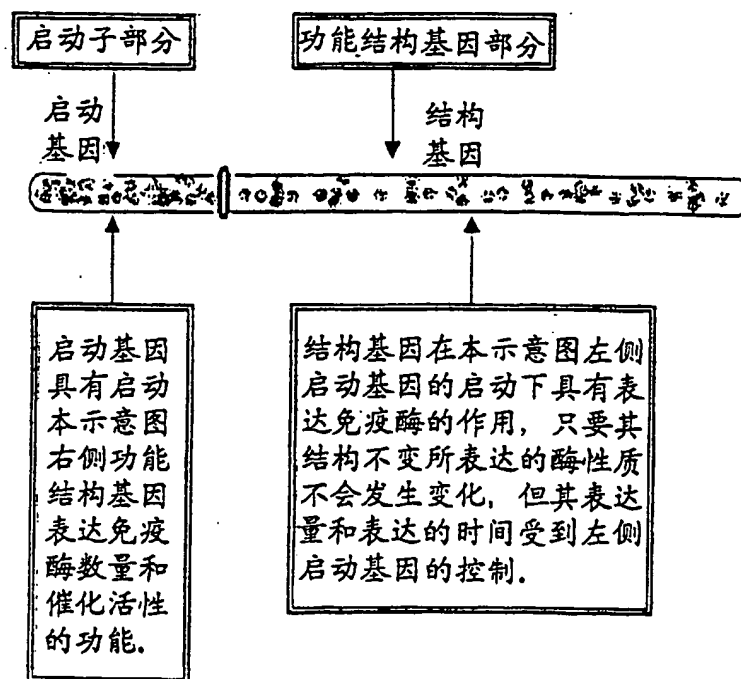 启动子部分
功能结构基因部分
启动
基因
结构
基因
启动基因
具有启动
本示意图
右侧功能
结构基因
表达免疫
酶数量和
催化活性
的功能.
结构基因在本示意图左侧
启动基因的启动下具有表
达免疫酶的作用, 只要其
结构不变所表达的酶性质
不会发生变化, 但其表达
量和表达的时间受到左侧
启动基因的控制.